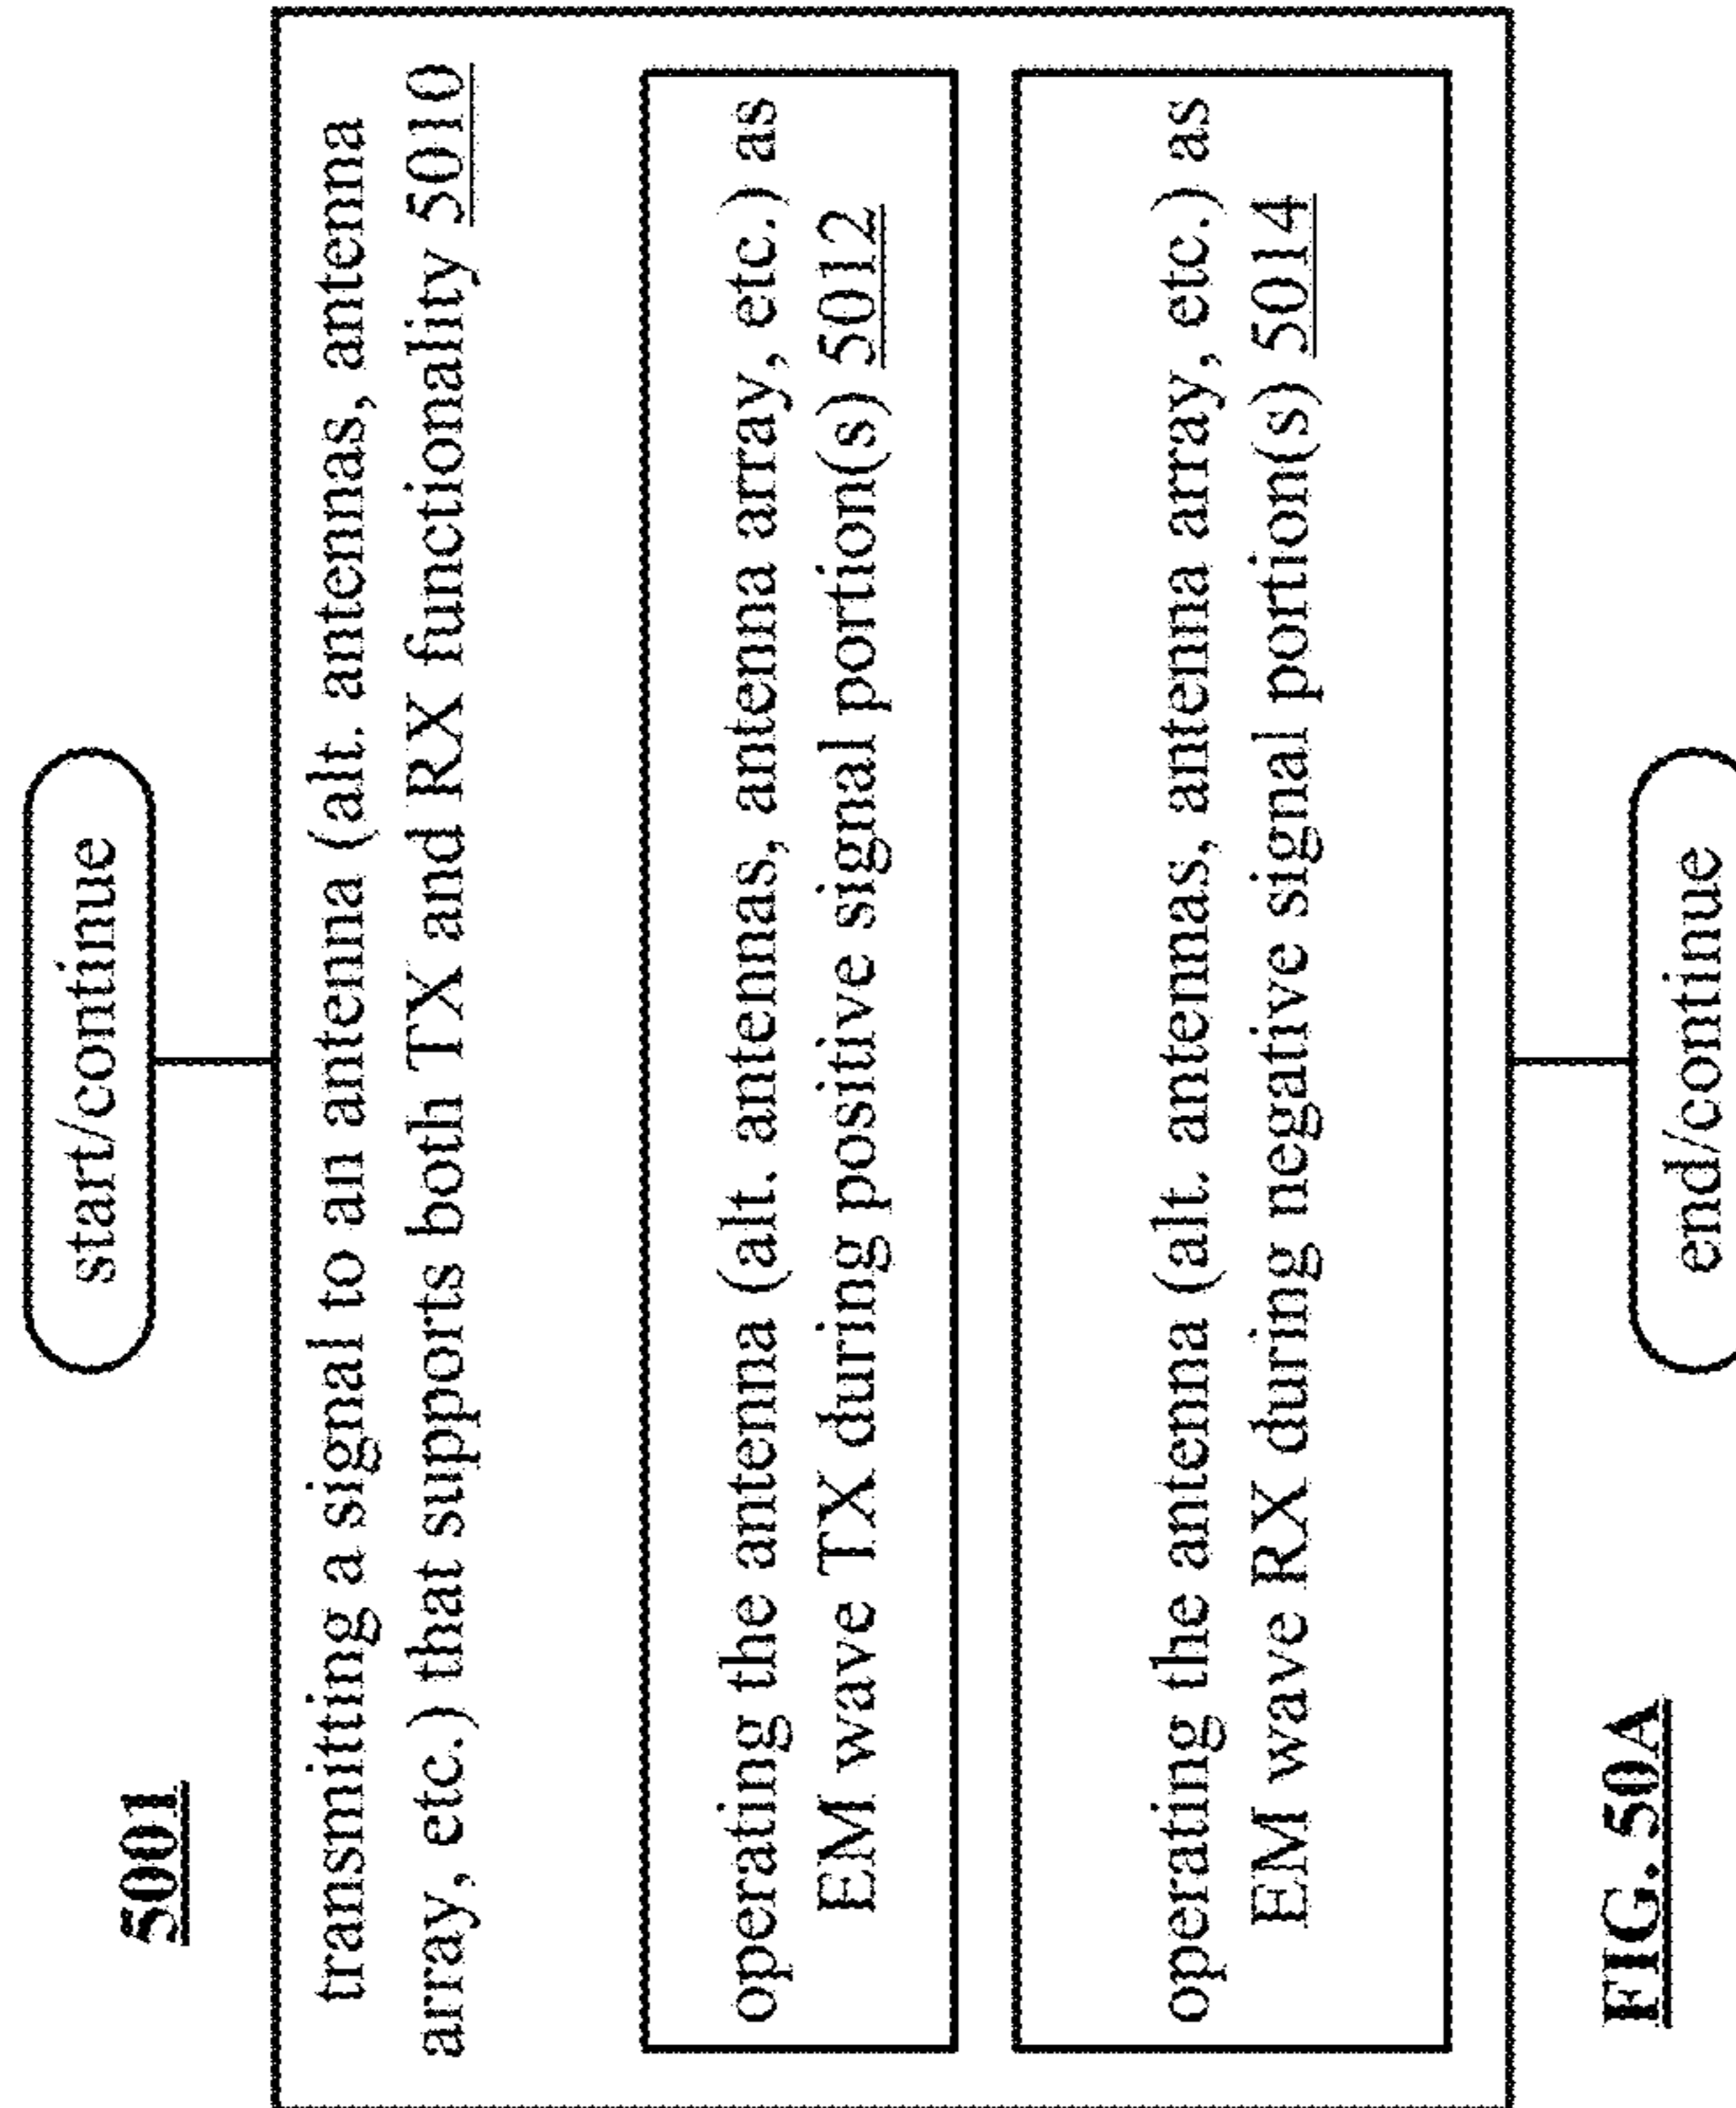 5001
start/continue
transmitting a signal to an antenna (alt. antennas, antenna
array, etc.) that supports both TX and RX functionality 5010
operating the antenna (alt. antennas, antenna array, etc.) as
EM wave TX during positive signal portion(s) 5012
operating the antenna (alt. antennas, antenna array, etc.) as
EM wave RX during negative signal portion(s) 5014
end/continue
FIG. 50A